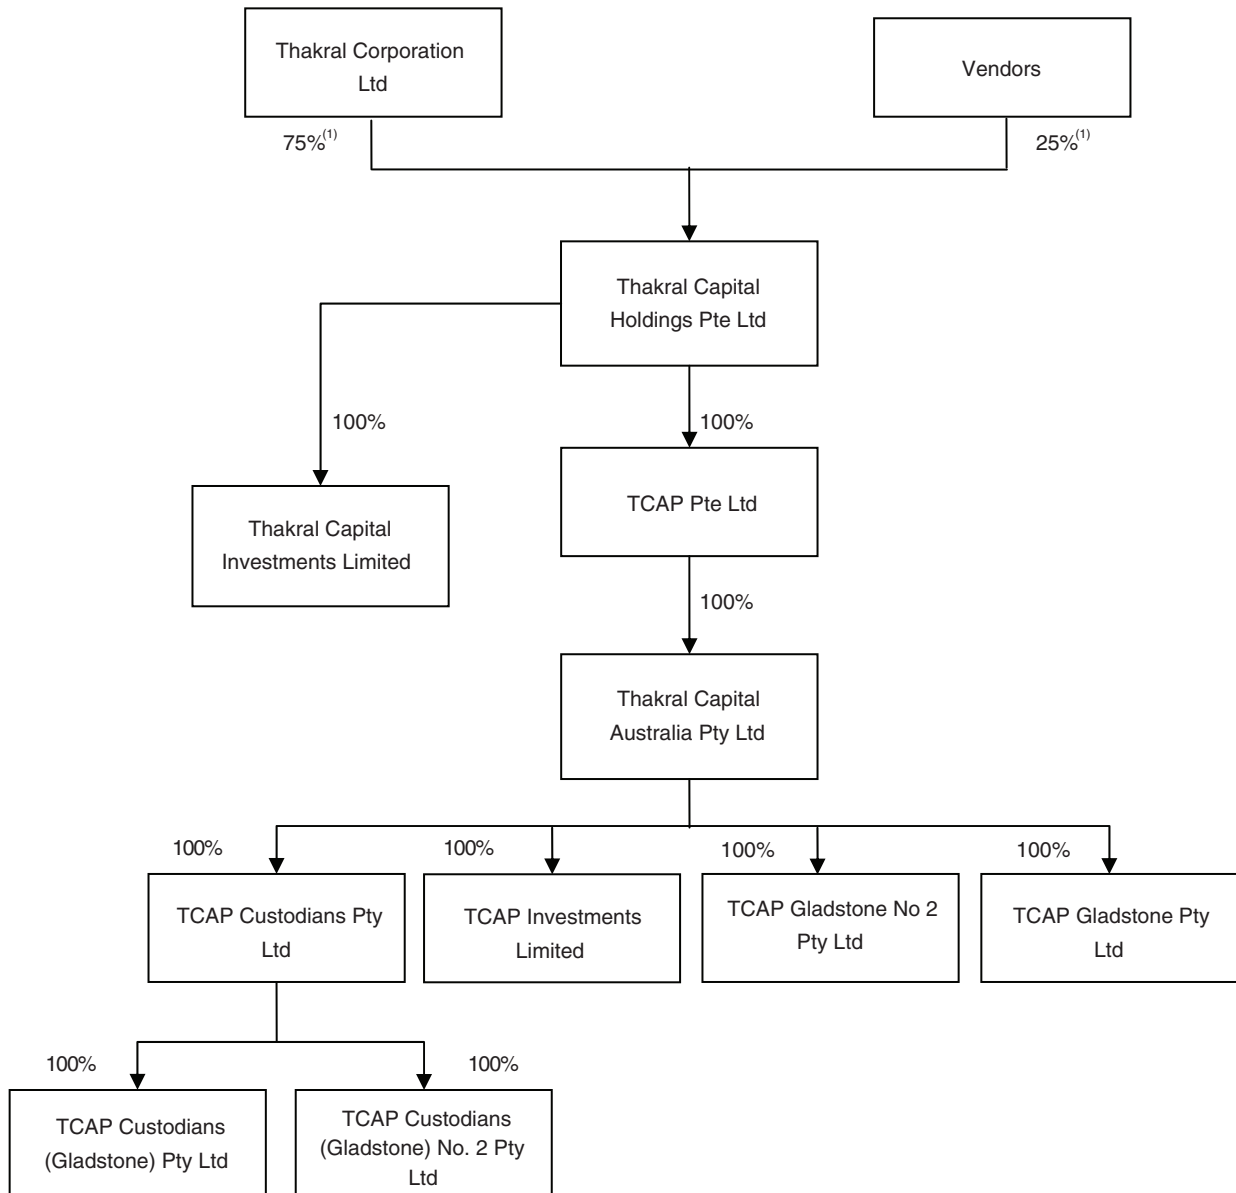 Thakral Corporation
Ltd
Vendors
75%(1)
25%(1)
Thakral Capital
Holdings Pte Ltd
100%
100%
TCAP Pte Ltd
Thakral Capital
Investments Limited
100%
Thakral Capital
Australia Pty Ltd
100%
100%
100%
100%
TCAP Custodians Pty
Ltd
TCAP Investments
Limited
TCAP Gladstone No 2
Pty Ltd
TCAP Gladstone Pty
Ltd
100%
100%
TCAP Custodians
(Gladstone) Pty Ltd
TCAP Custodians
(Gladstone) No. 2 Pty
Ltd